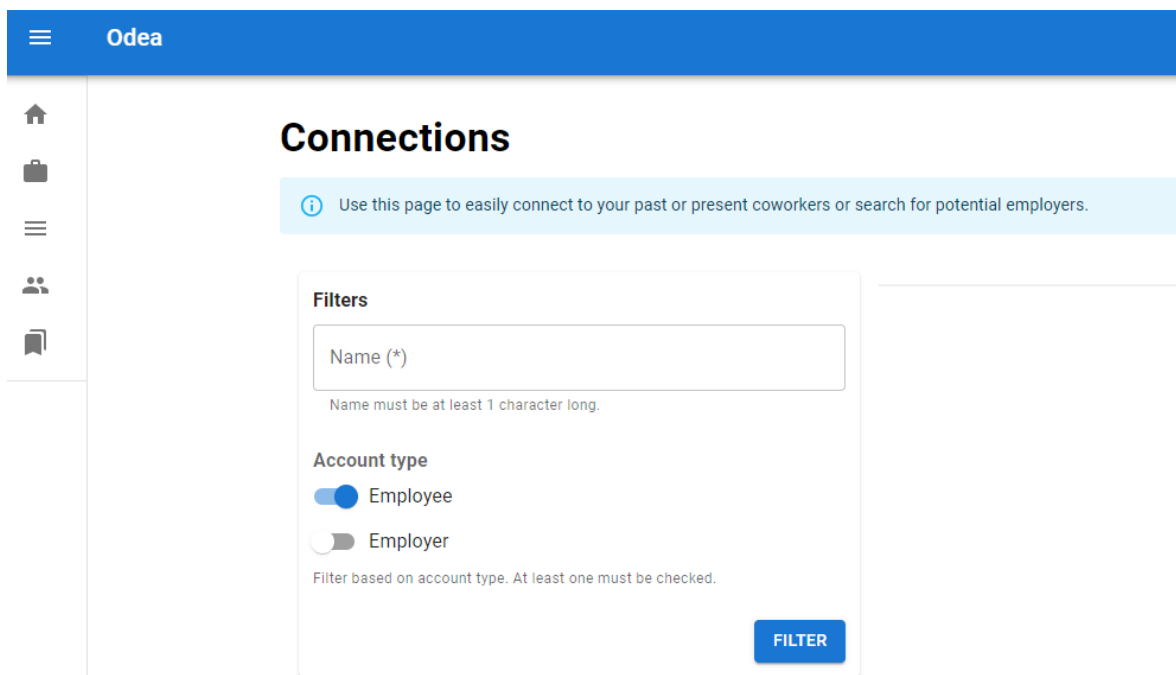 Odea
Connections
Use this page to easily connect to your past or present coworkers or search for potential employers.
Filters
Name (*)
Name must be at least 1 character long.
Account type
Employee
Employer
Filter based on account type. At least one must be checked.
FILTER